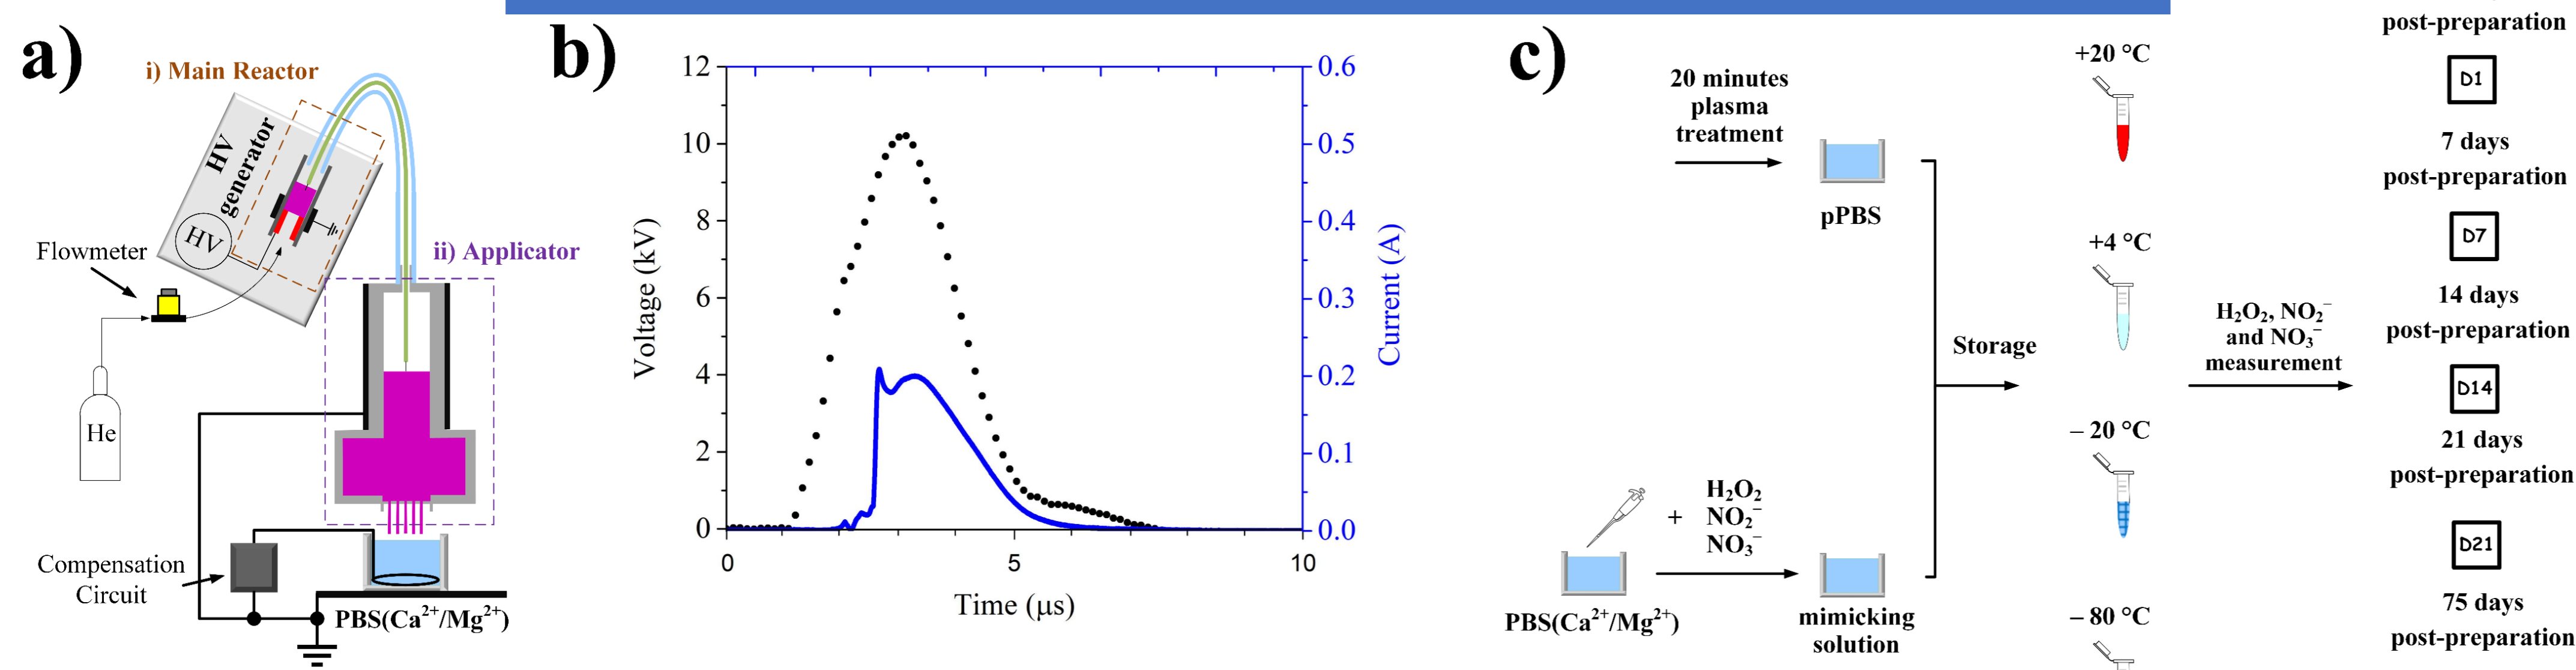 a)
i) Main Reactor
HV
generator
HV
Flowmeter
ii) Applicator
He
Compensation
Circuit
PBS(Ca²⁺/Mg²⁺)
b)
Voltage (kV)
12
10
8
6
4
2
0
0.6
0.5
0.4
0.3
0.2
0.1
0.0
Current (A)
0
5
10
Time (μs)
c)
20 minutes
plasma
treatment
pPBS
+
H₂O₂
NO₂⁻
NO₃⁻
PBS(Ca²⁺/Mg²⁺)
mimicking
solution
Storage
+20 °C
+4 °C
– 20 °C
– 80 °C
H₂O₂, NO₂⁻
and NO₃⁻
measurement
post-preparation
D1
7 days
post-preparation
D7
14 days
post-preparation
D14
21 days
post-preparation
D21
75 days
post-preparation